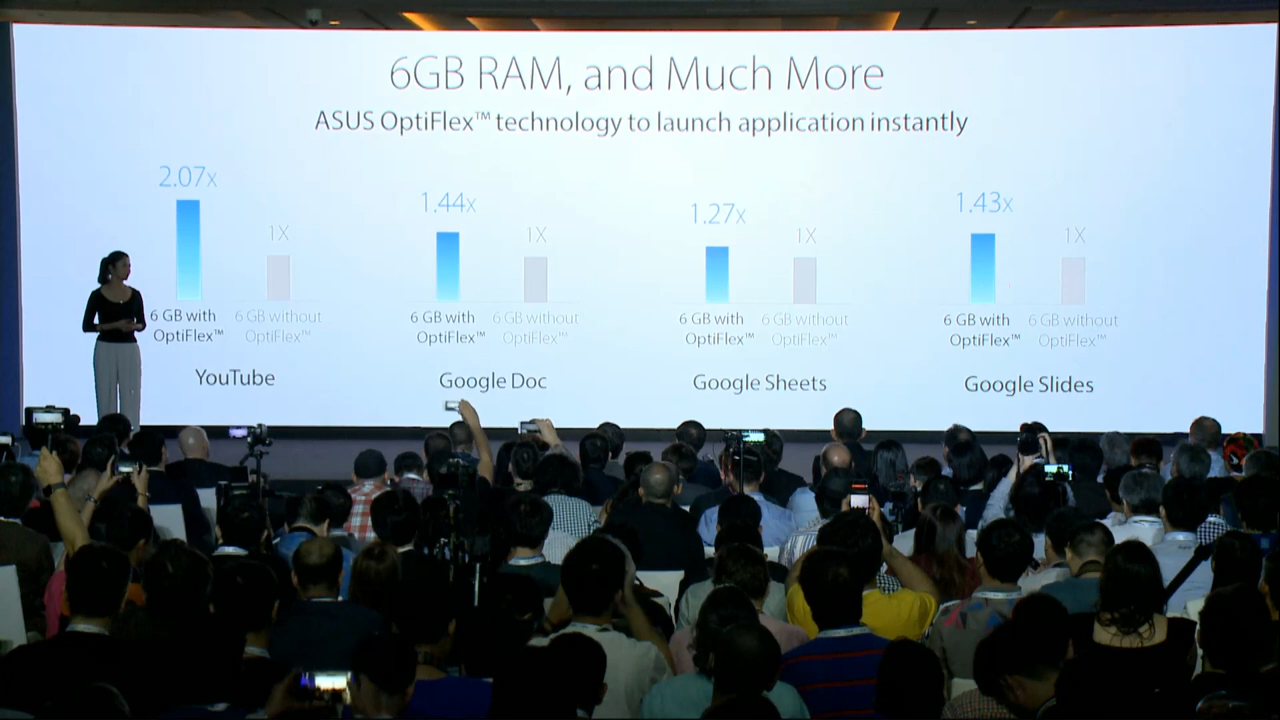 6GB RAM, and Much More
ASUS OptiFlex™ technology to launch application instantly
2.07x
1X
6 GB with
OptiFlex™
6 GB without
OptiFlex™
YouTube
1.44x
1X
6 GB with
OptiFlex™
6 GB without
OptiFlex™
Google Doc
1.27x
1X
6 GB with
OptiFlex™
6 GB without
OptiFlex™
Google Sheets
1.43x
1X
6 GB with
OptiFlex™
6 GB without
OptiFlex™
Google Slides